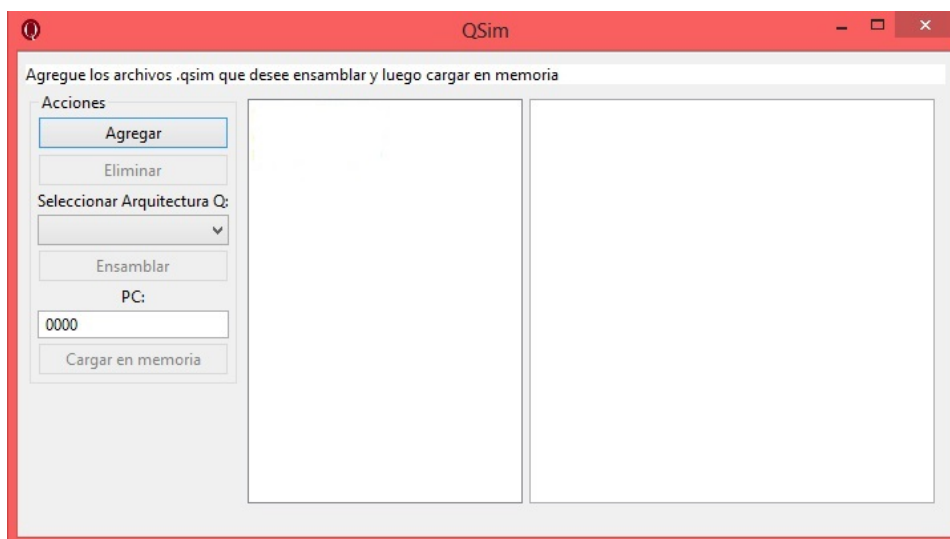 QSim
Agregue los archivos .qsim que desee ensamblar y luego cargar en memoria
Acciones
Agregar
Eliminar
Seleccionar Arquitectura Q:
Ensamblar
PC:
0000
Cargar en memoria